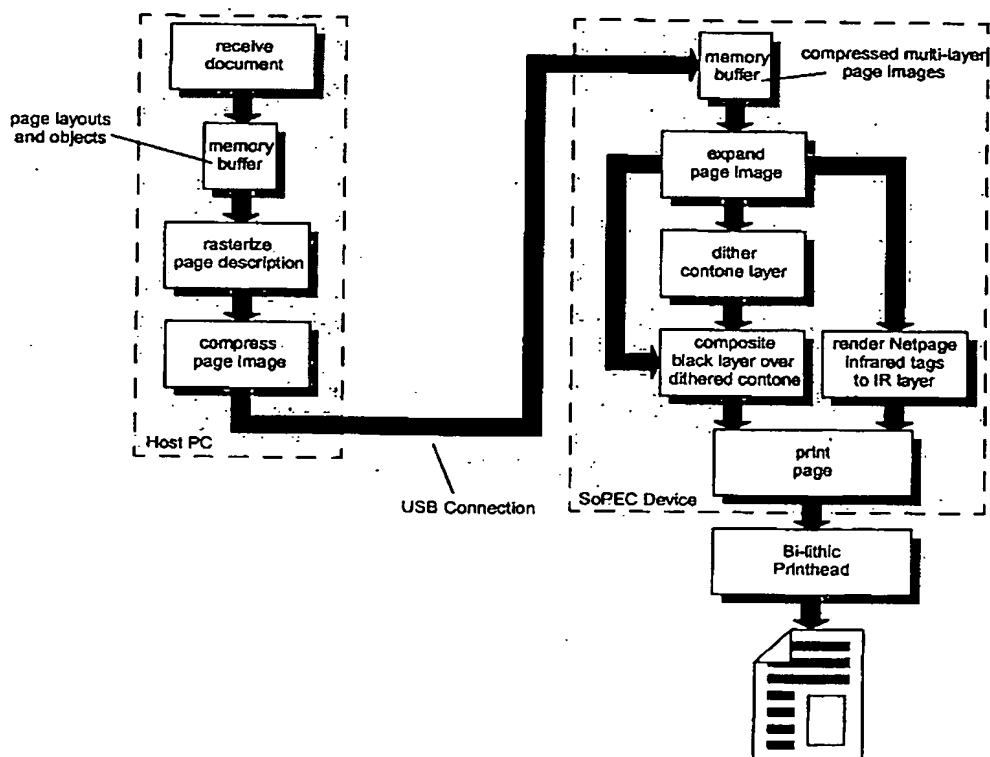 receive
document
page layouts
and objects
memory
buffer
rasterize
page description
compress
page image
Host PC
USB Connection
memory
buffer
compressed multi-layer
page images
expand
page image
dither
contone layer
composite
black layer over
dithered contone
render Netpage
infrared tags
to IR layer
print
page
SoPEC Device
Bi-lithic
Printhead